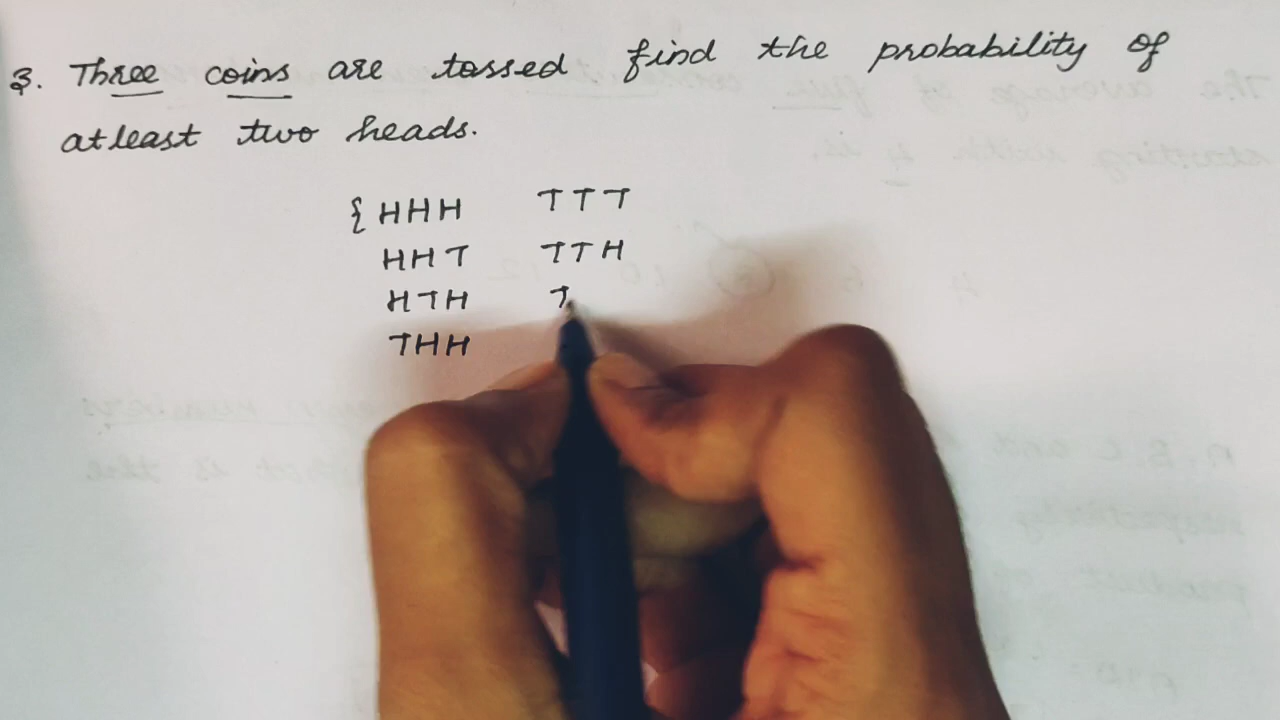 3. Three coins are tossed find the probability of
atleast two heads.
{ HHH TTT
HHT TTH
HTH T
THH